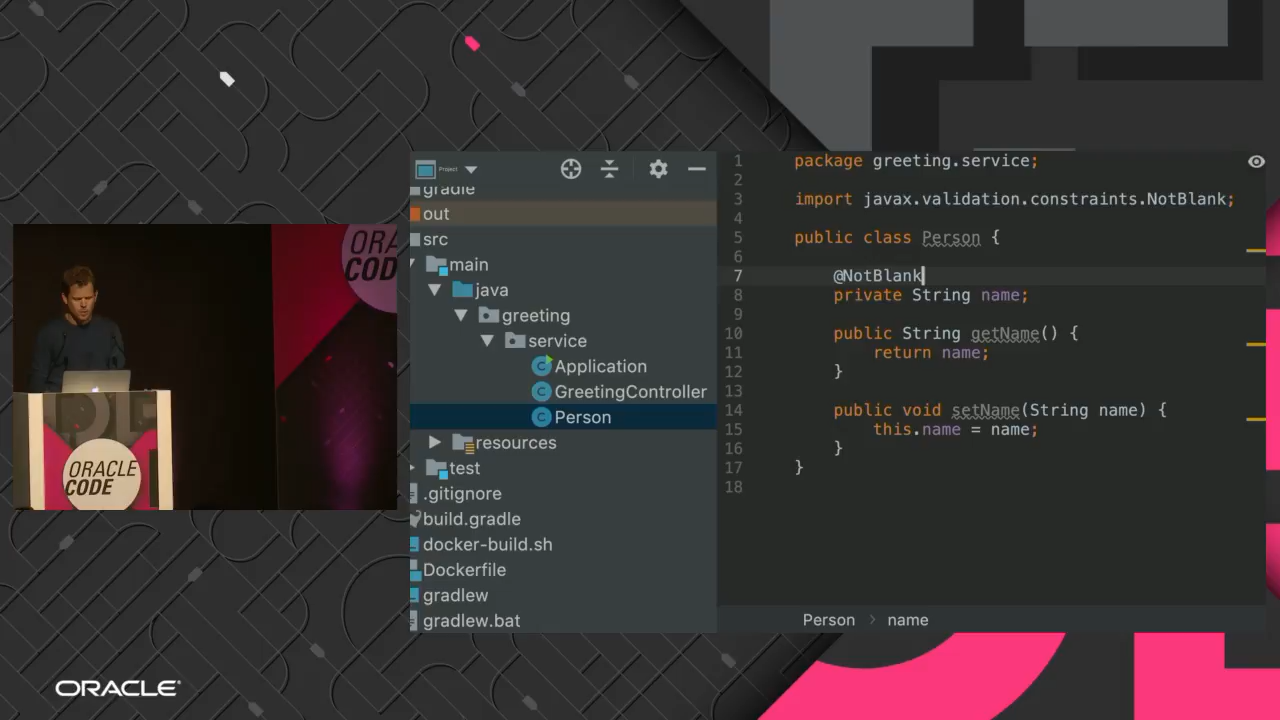 Project
gradle
out
src
main
java
greeting
service
Application
GreetingController
Person
resources
test
.gitignore
build.gradle
docker-build.sh
Dockerfile
gradlew
gradlew.bat
1 package greeting.service;
2
3 import javax.validation.constraints.NotBlank;
4
5 public class Person {
6
7 @NotBlank
8 private String name;
9
10 public String getName() {
11 return name;
12 }
13
14 public void setName(String name) {
15 this.name = name;
16 }
17 }
18
Person > name
ORA
COD
ORACLE
CODE
ORACLE